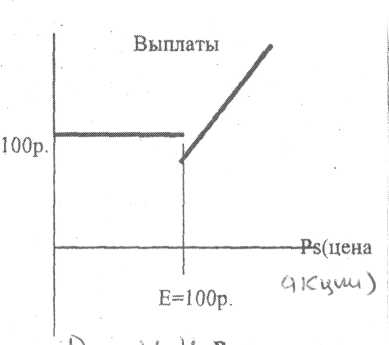 Выплаты
100р.
Ps(цена
акции)
E=100р.